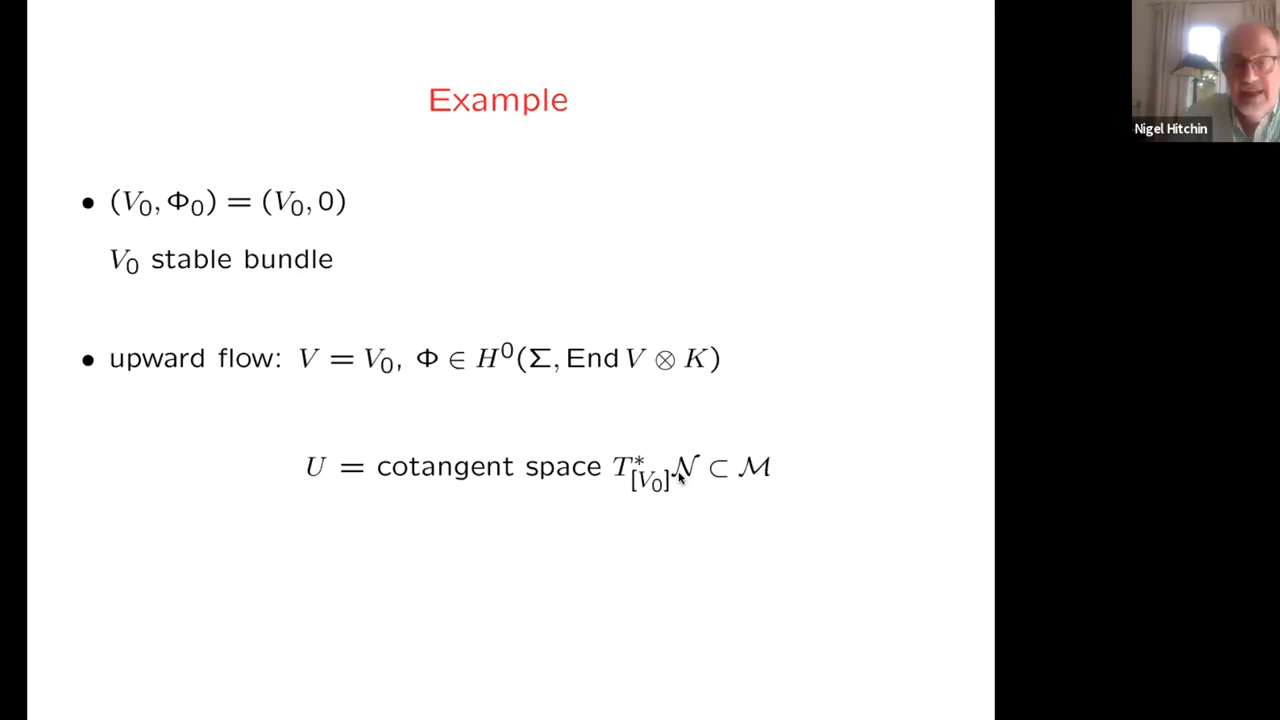 Example
• (V₀, Φ₀) = (V₀, 0)
V₀ stable bundle
• upward flow: V = V₀, Φ ∈ H⁰(Σ, End V ⊗ K)
U = cotangent space T*_[V₀] 𝒩 ⊂ ℳ
Nigel Hitchin